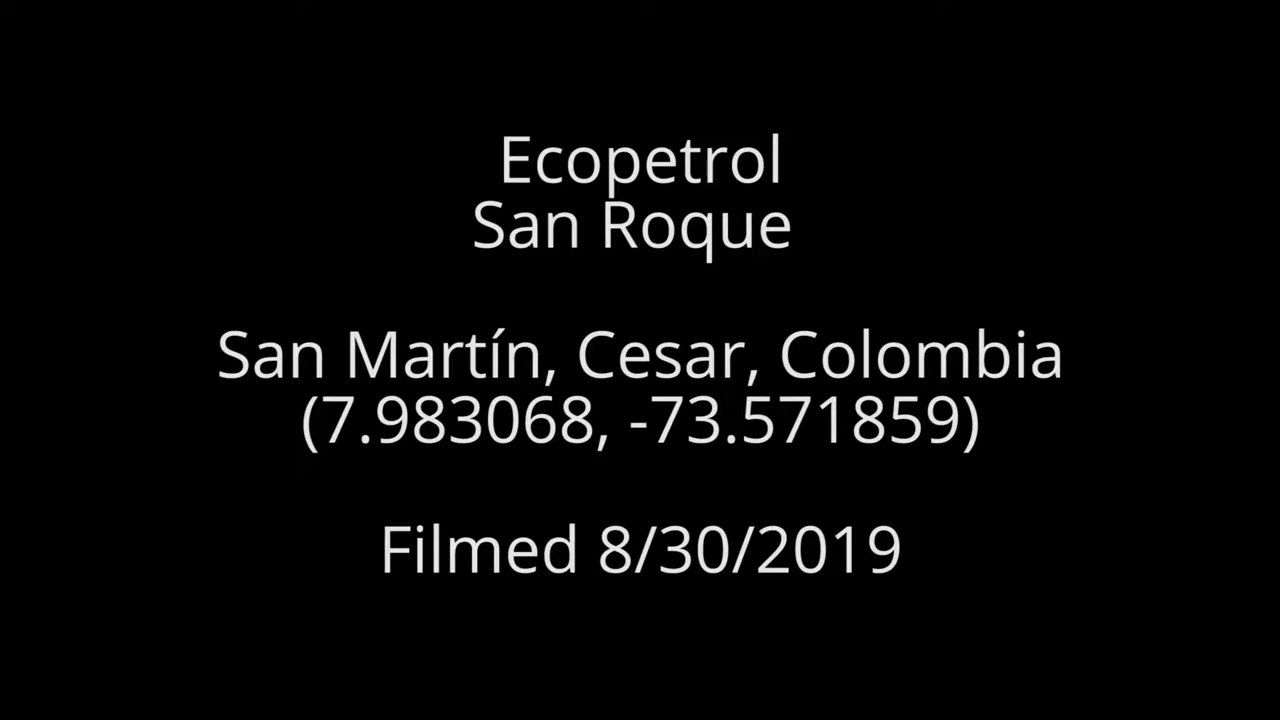 Ecopetrol
San Roque
San Martín, Cesar, Colombia
(7.983068, -73.571859)
Filmed 8/30/2019